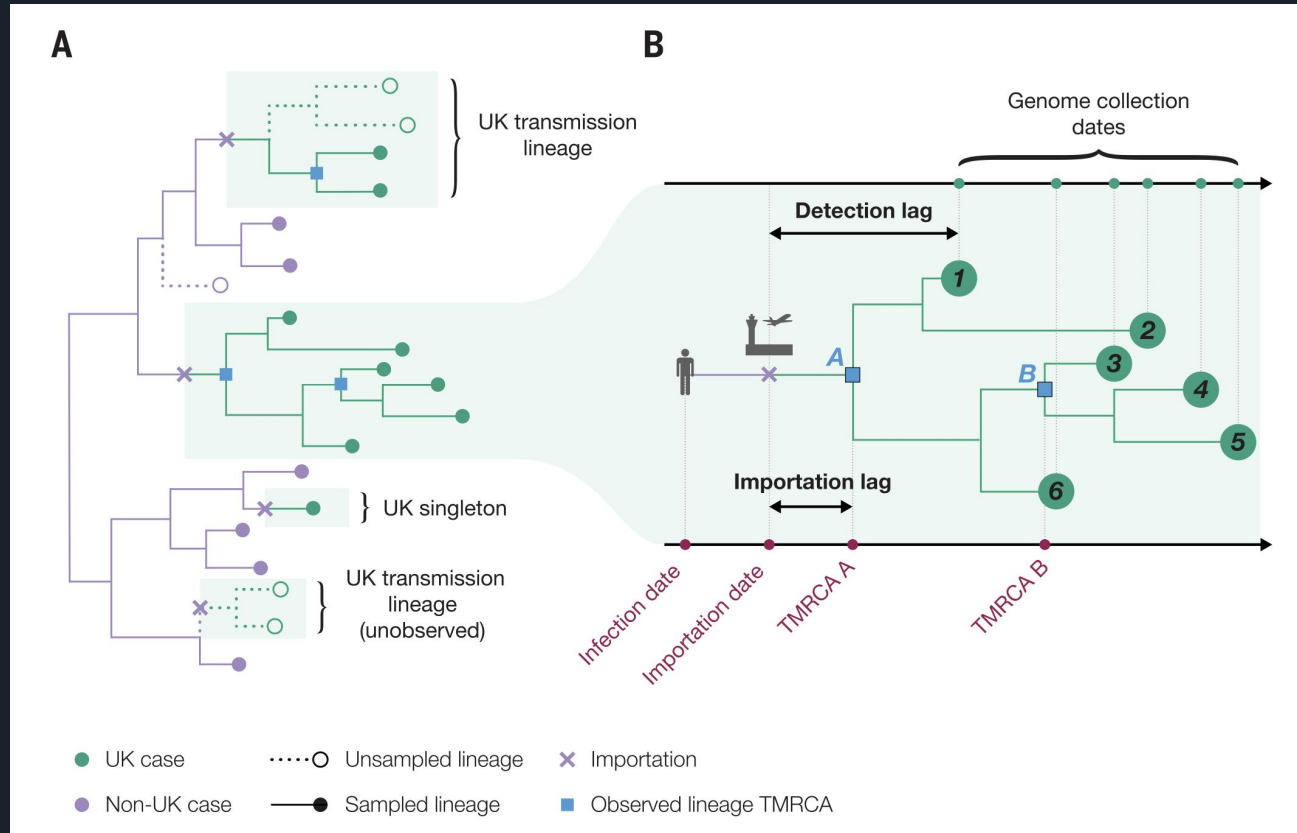 A
B
UK transmission
lineage
Genome collection
dates
Detection lag
1
2
A
3
B
4
5
6
Importation lag
UK singleton
UK transmission
lineage
(unobserved)
Infection date
Importation date
TMRCA A
TMRCA B
UK case
Unsampled lineage
Importation
Non-UK case
Sampled lineage
Observed lineage TMRCA